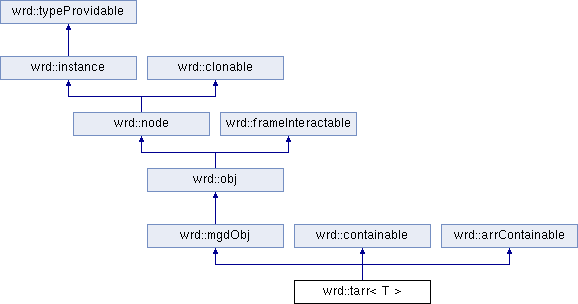 wrd::typeProvidable
wrd::instance
wrd::clonable
wrd::node
wrd::frameInteractable
wrd::obj
wrd::mgdObj
wrd::containable
wrd::arrContainable
wrd::tarr< T >